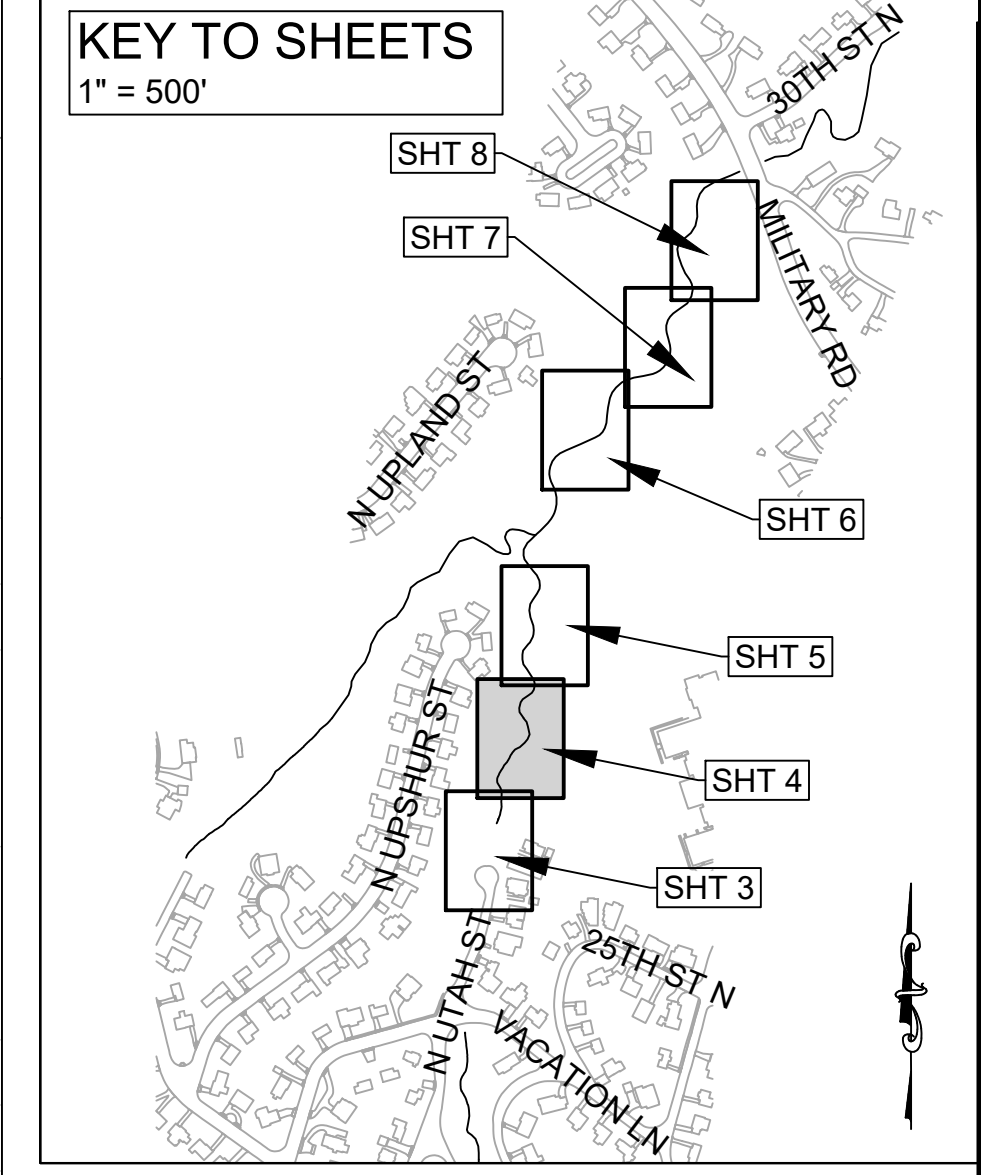 KEY TO SHEETS
1" = 500'
30TH ST N
SHT 8
SHT 7
MILITARY RD
N UPLAND ST
SHT 6
SHT 5
N UPSHUR ST
SHT 4
SHT 3
25TH ST N
N UTAH ST
VACATION LN